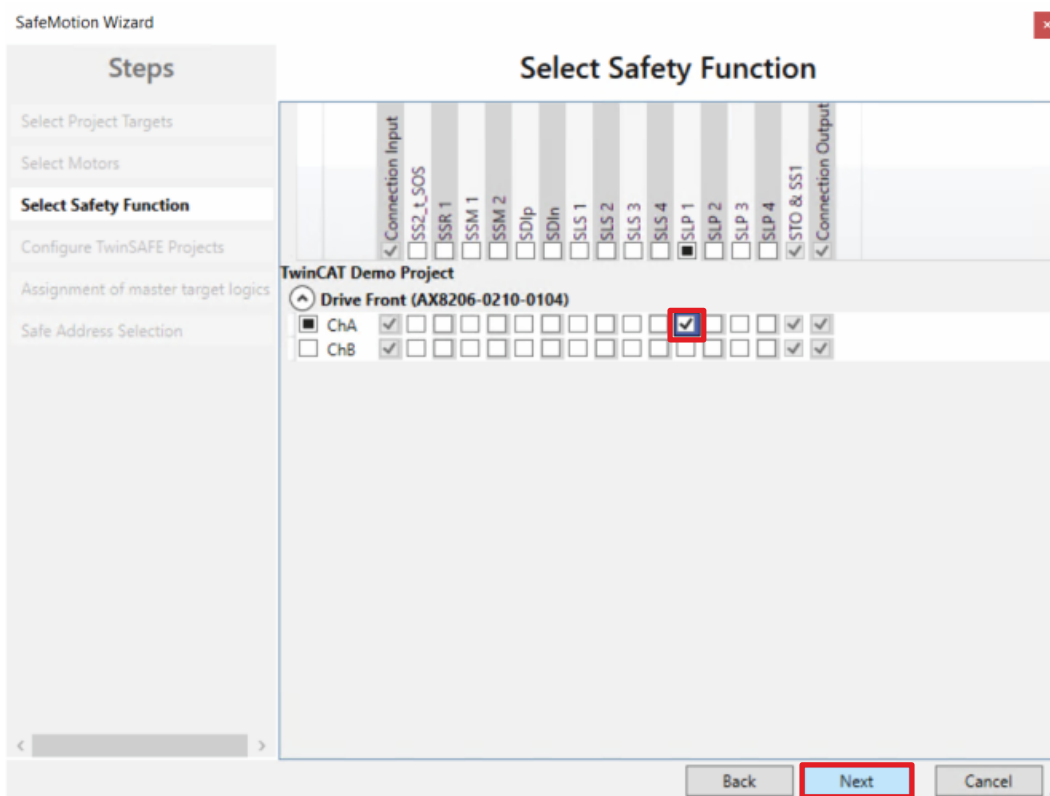 SafeMotion Wizard
Steps
Select Project Targets
Select Motors
Select Safety Function
Configure TwinSAFE Projects
Assignment of master target logics
Safe Address Selection
Select Safety Function
Connection Input
SS2_t_SOS
SSR 1
SSM 1
SSM 2
SDIp
SDIn
SLS 1
SLS 2
SLS 3
SLS 4
SLP 1
SLP 2
SLP 3
SLP 4
STO & SS1
Connection Output
TwinCAT Demo Project
Drive Front (AX8206-0210-0104)
ChA
ChB
Back
Next
Cancel